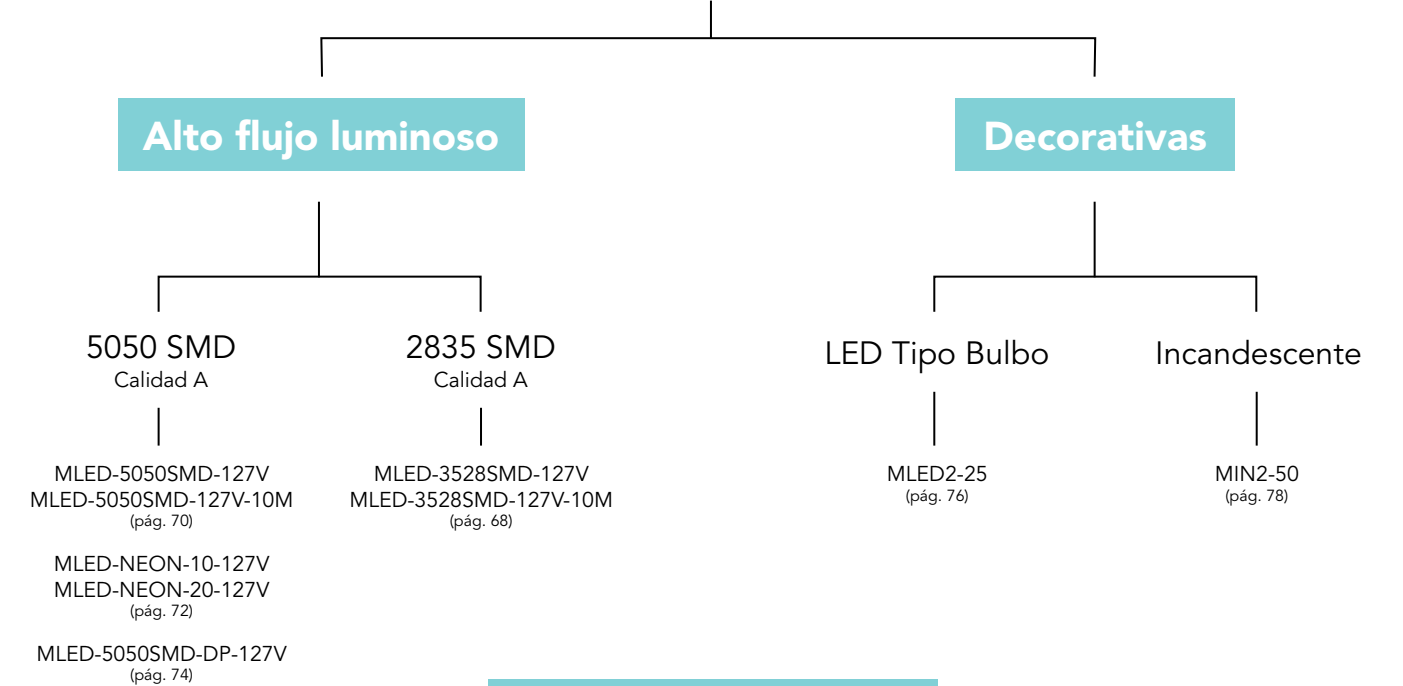 Alto flujo luminoso
Decorativas
5050 SMD
Calidad A
2835 SMD
Calidad A
LED Tipo Bulbo
Incandescente
MLED-5050SMD-127V
MLED-5050SMD-127V-10M
(pág. 70)
MLED-NEON-10-127V
MLED-NEON-20-127V
(pág. 72)
MLED-5050SMD-DP-127V
(pág. 74)
MLED-3528SMD-127V
MLED-3528SMD-127V-10M
(pág. 68)
MLED2-25
(pág. 76)
MIN2-50
(pág. 78)